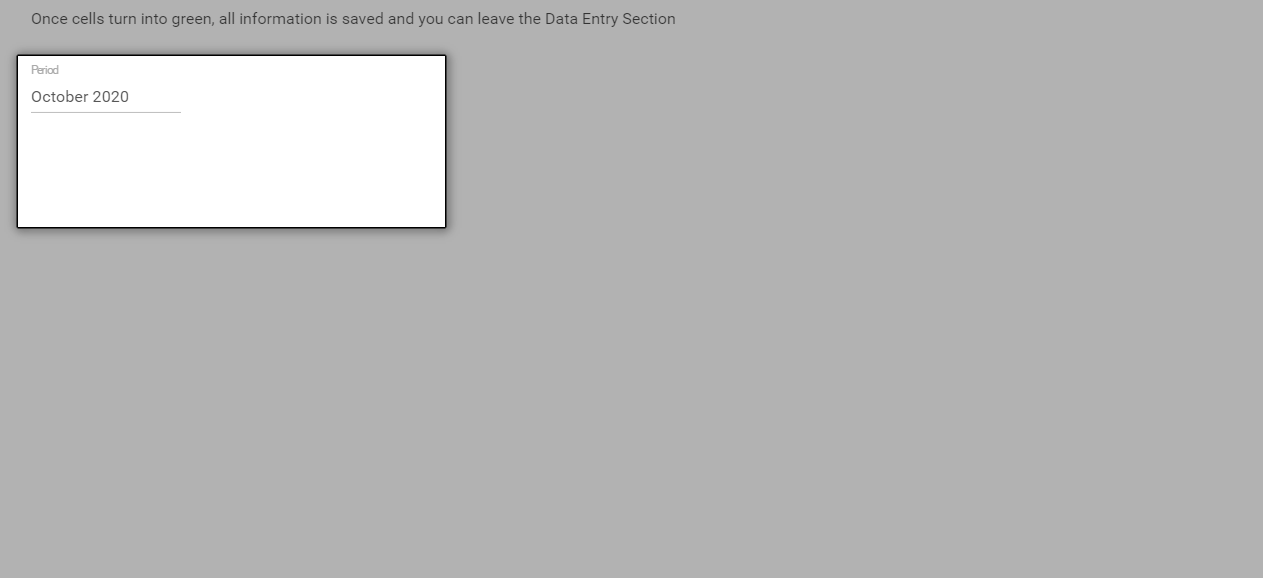 Once cells turn into green, all information is saved and you can leave the Data Entry Section
Period
October 2020